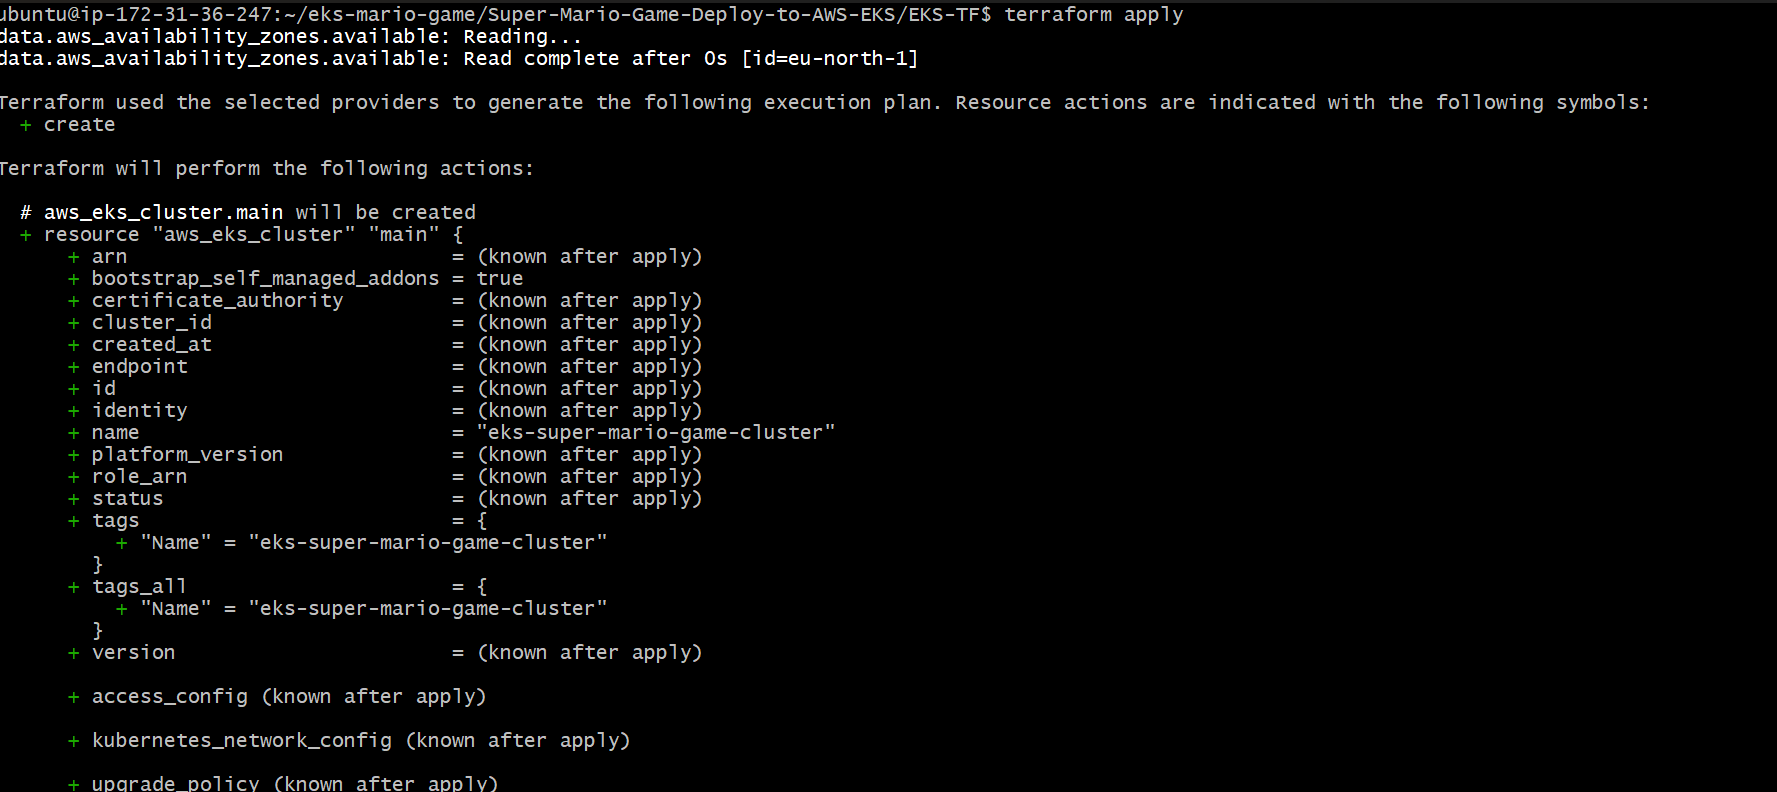 ubuntu@ip-172-31-36-247:~/eks-mario-game/Super-Mario-Game-Deploy-to-AWS-EKS/EKS-TF$ terraform apply
data.aws_availability_zones.available: Reading...
data.aws_availability_zones.available: Read complete after 0s [id=eu-north-1]
Terraform used the selected providers to generate the following execution plan. Resource actions are indicated with the following symbols:
+ create
Terraform will perform the following actions:
# aws_eks_cluster.main will be created
+ resource "aws_eks_cluster" "main" {
+ arn = (known after apply)
+ bootstrap_self_managed_addons = true
+ certificate_authority = (known after apply)
+ cluster_id = (known after apply)
+ created_at = (known after apply)
+ endpoint = (known after apply)
+ id = (known after apply)
+ identity = (known after apply)
+ name = "eks-super-mario-game-cluster"
+ platform_version = (known after apply)
+ role_arn = (known after apply)
+ status = (known after apply)
+ tags = {
+ "Name" = "eks-super-mario-game-cluster"
}
+ tags_all = {
+ "Name" = "eks-super-mario-game-cluster"
}
+ version = (known after apply)
+ access_config (known after apply)
+ kubernetes_network_config (known after apply)
+ upgrade_policy (known after apply)